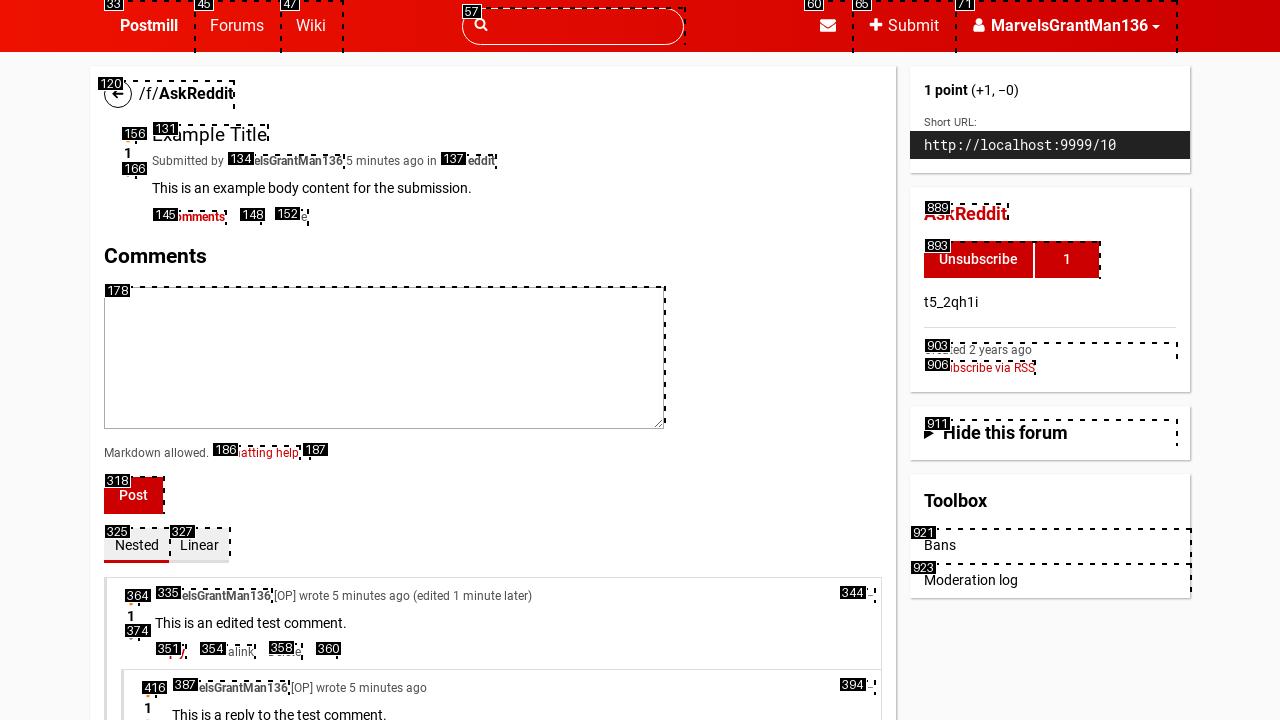 33 45 47 57 60 65 71
Postmill Forums Wiki Submit MarvelsGrantMan136
120 /f/AskReddit
131 Example Title
156 1 166
Submitted by 134 elsGrantMan136 5 minutes ago in 137 eddit
This is an example body content for the submission.
145 omments 148 152 e
Comments
178
Markdown allowed. 186 atting help 187
318
Post
325 327
Nested Linear
364 335 elsGrantMan136 [OP] wrote 5 minutes ago (edited 1 minute later) 344 –
1
374
This is an edited test comment.
351 y 354 alink 358 Delete 360
416 387 elsGrantMan136 [OP] wrote 5 minutes ago 394 –
1
This is a reply to the test comment.
1 point (+1, −0)
Short URL:
http://localhost:9999/10
889
AskReddit
893
Unsubscribe 1
t5_2qh1i
903
Created 2 years ago
906 bscribe via RSS
911
Hide this forum
Toolbox
921
Bans
923
Moderation log